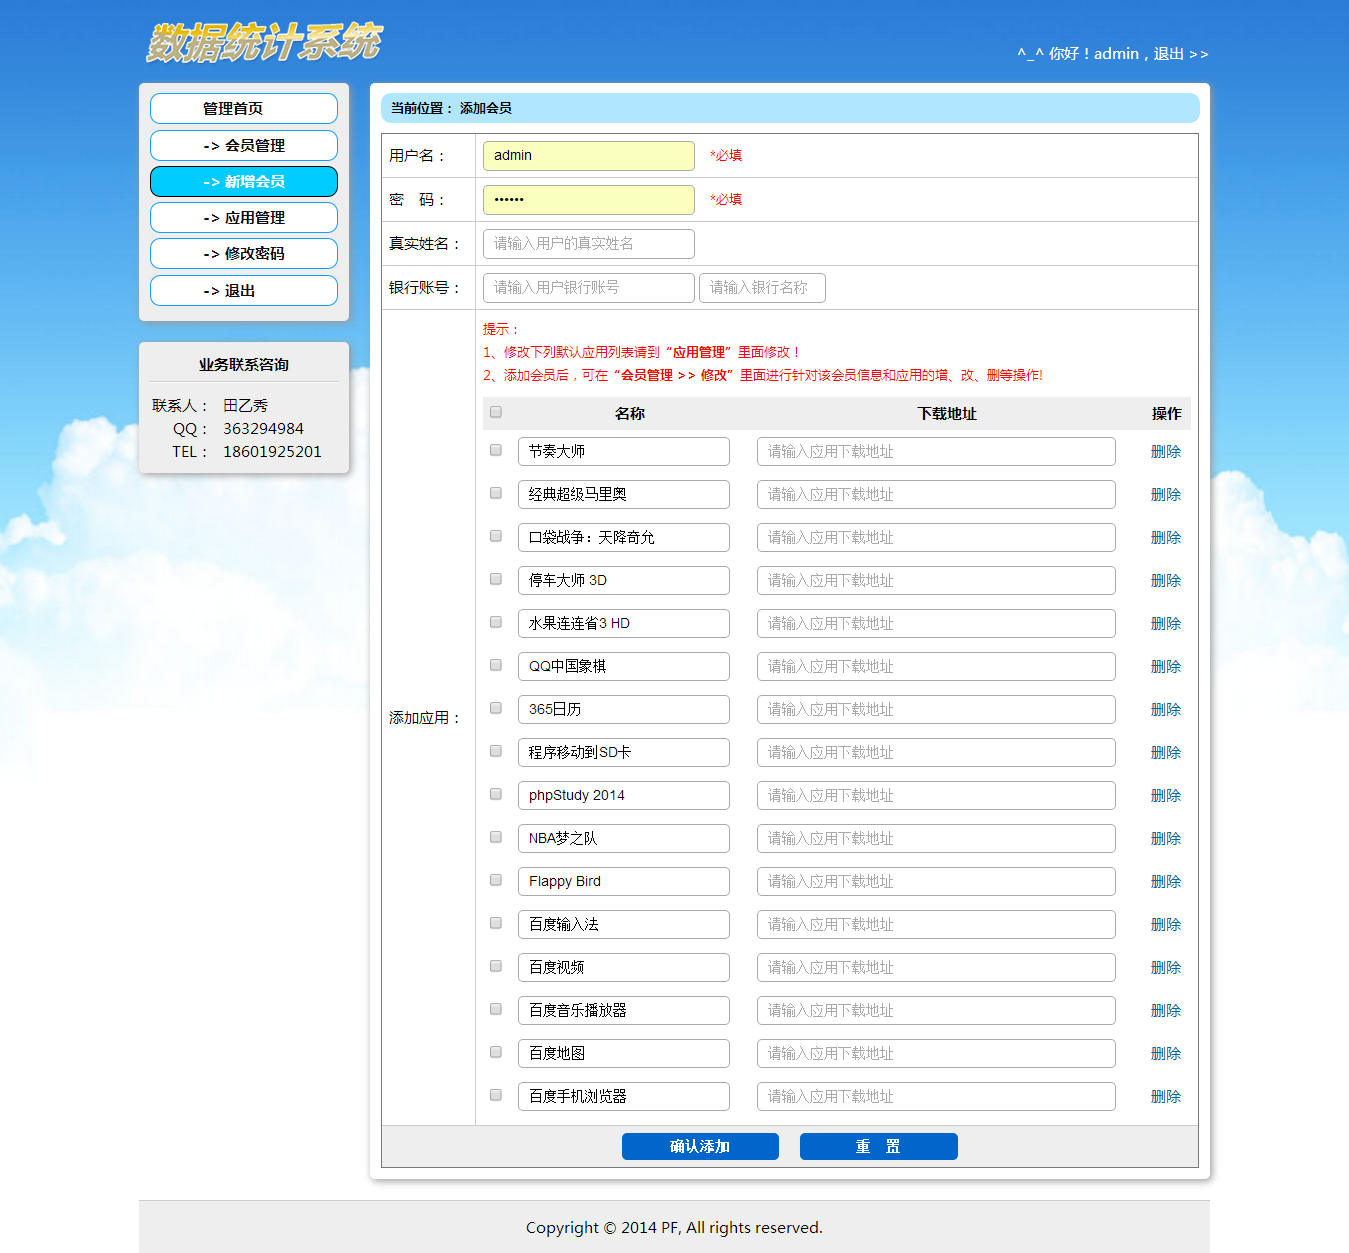 数据统计系统
^_^ 你好！admin，退出 >>
管理首页
-> 会员管理
-> 新增会员
-> 应用管理
-> 修改密码
-> 退出
业务联系咨询
联系人： 田乙秀
QQ： 363294984
TEL： 18601925201
当前位置： 添加会员
用户名： admin *必填
密 码： •••••• *必填
真实姓名： 请输入用户的真实姓名
银行账号： 请输入用户银行账号 请输入银行名称
添加应用：
提示：
1、修改下列默认应用列表请到“应用管理”里面修改！
2、添加会员后，可在“会员管理 >> 修改”里面进行针对该会员信息和应用的增、改、删等操作!
名称 下载地址 操作
节奏大师 请输入应用下载地址 删除
经典超级马里奥 请输入应用下载地址 删除
口袋战争：天降奇允 请输入应用下载地址 删除
停车大师 3D 请输入应用下载地址 删除
水果连连省3 HD 请输入应用下载地址 删除
QQ中国象棋 请输入应用下载地址 删除
365日历 请输入应用下载地址 删除
程序移动到SD卡 请输入应用下载地址 删除
phpStudy 2014 请输入应用下载地址 删除
NBA梦之队 请输入应用下载地址 删除
Flappy Bird 请输入应用下载地址 删除
百度输入法 请输入应用下载地址 删除
百度视频 请输入应用下载地址 删除
百度音乐播放器 请输入应用下载地址 删除
百度地图 请输入应用下载地址 删除
百度手机浏览器 请输入应用下载地址 删除
确认添加 重 置
Copyright © 2014 PF, All rights reserved.